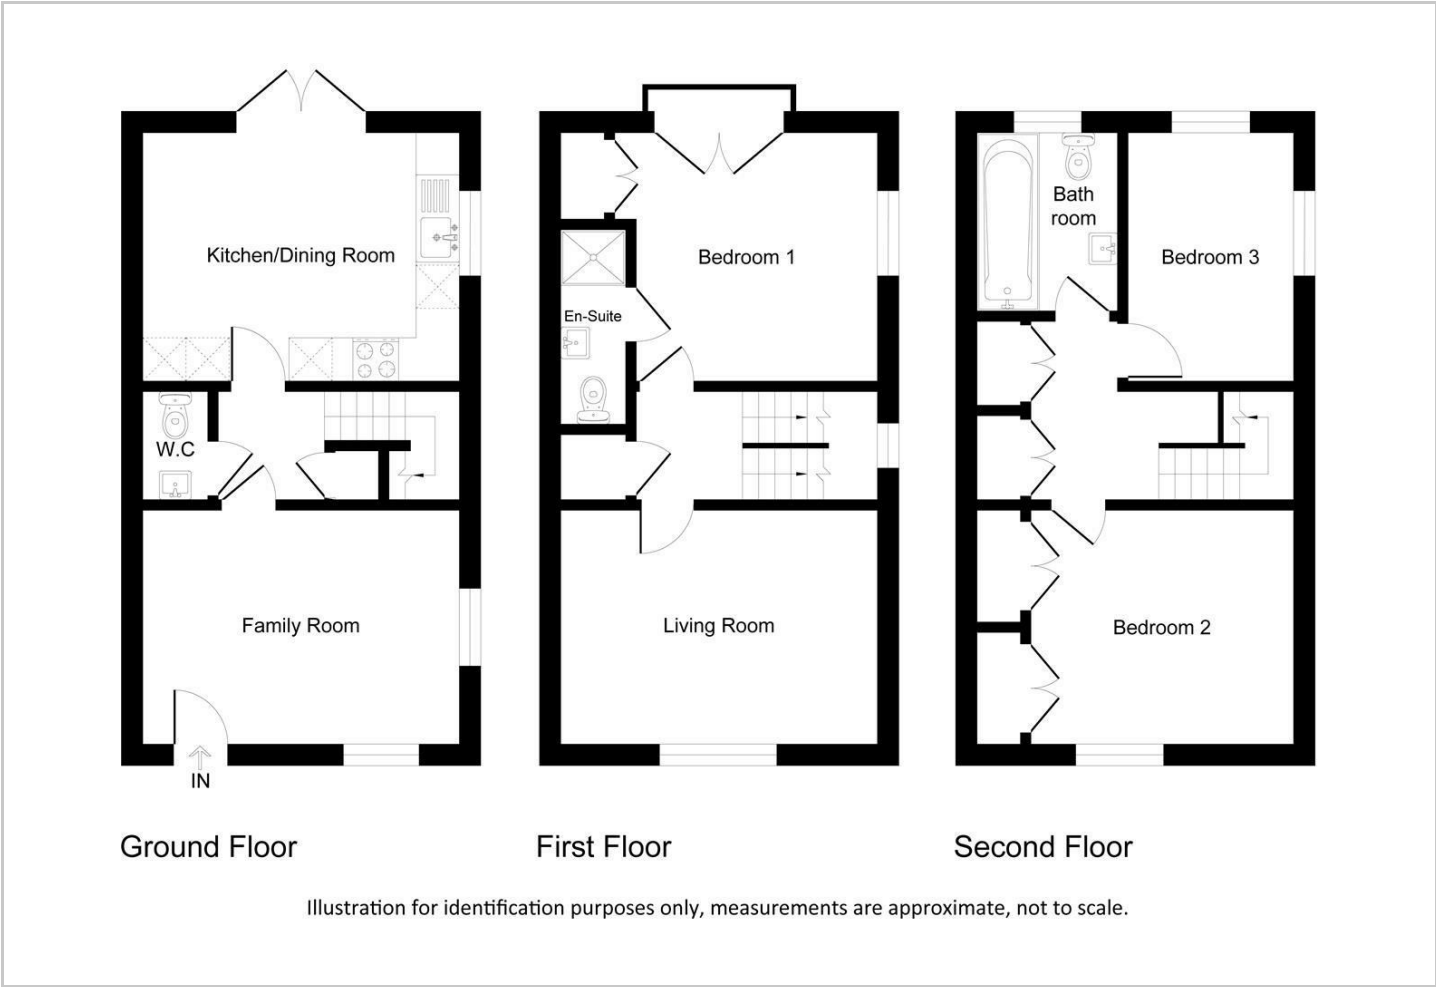 Kitchen/Dining Room
W.C
Family Room
IN
Ground Floor
Bedroom 1
En-Suite
Living Room
First Floor
Bath
room
Bedroom 3
Bedroom 2
Second Floor
Illustration for identification purposes only, measurements are approximate, not to scale.